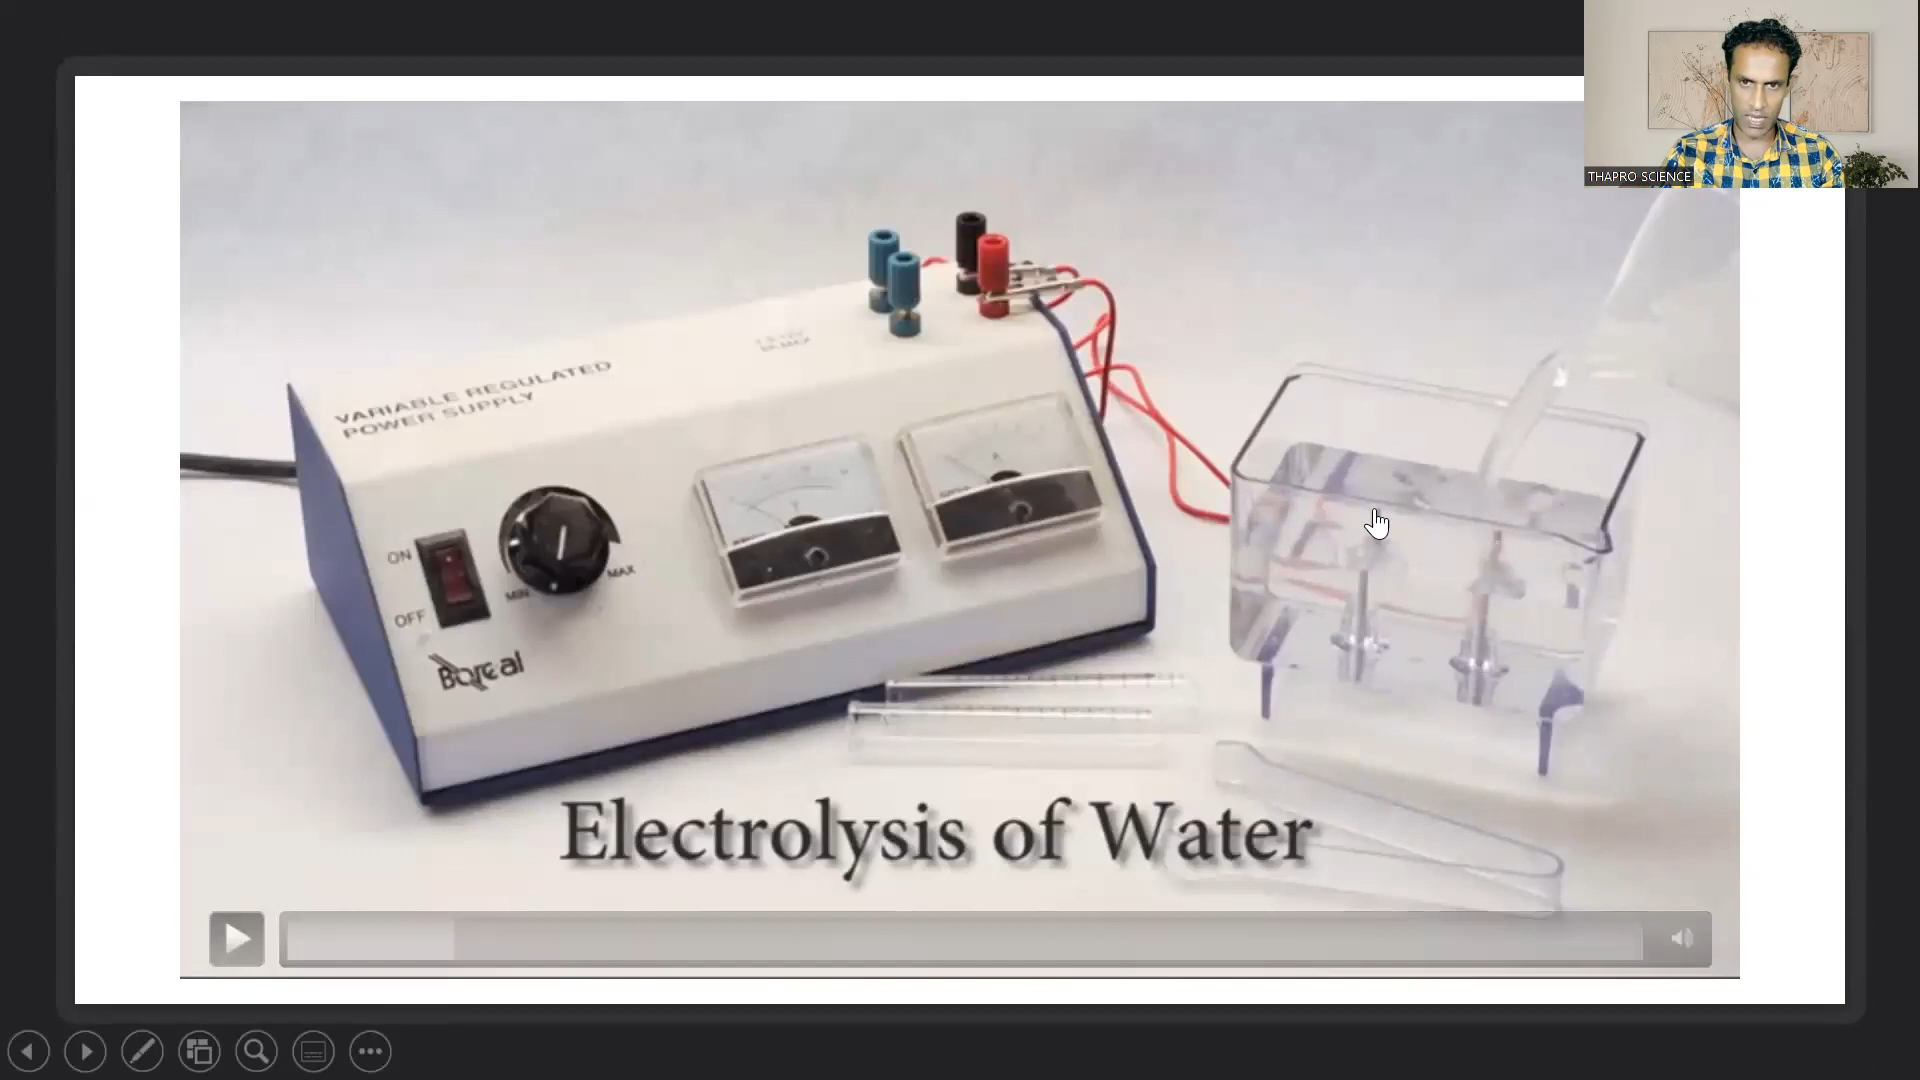 THAPRO SCIENCE
VARIABLE REGULATED
POWER SUPPLY
ON
OFF
MIN
MAX
Boreal
Electrolysis of Water